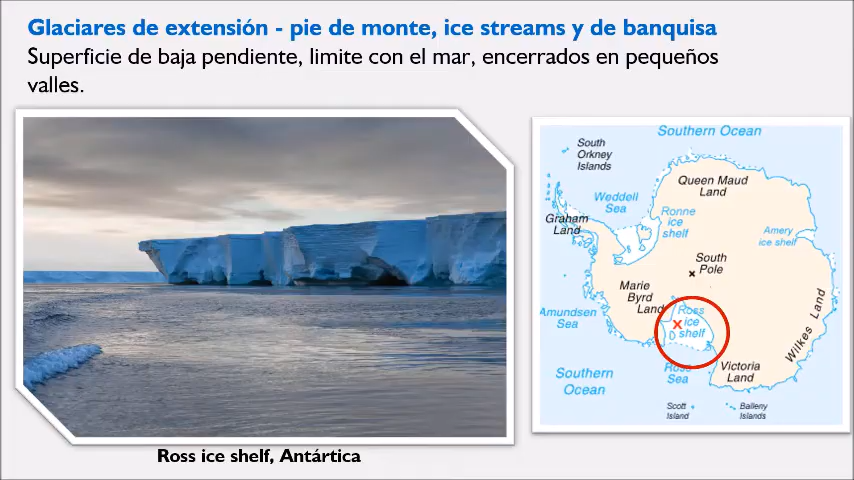 Glaciares de extensión - pie de monte, ice streams y de banquisa
Superficie de baja pendiente, limite con el mar, encerrados en pequeños
valles.
Southern Ocean
South
Orkney
Islands
Queen Maud
Land
Weddell
Sea
Graham
Land
Ronne
ice
shelf
Amery
ice shelf
South
Pole
Marie
Byrd
Land
Ross
ice
shelf
Amundsen
Sea
Wilkes Land
Victoria
Land
Ross
Sea
Southern
Ocean
Scott
Island
Balleny
Islands
Ross ice shelf, Antártica